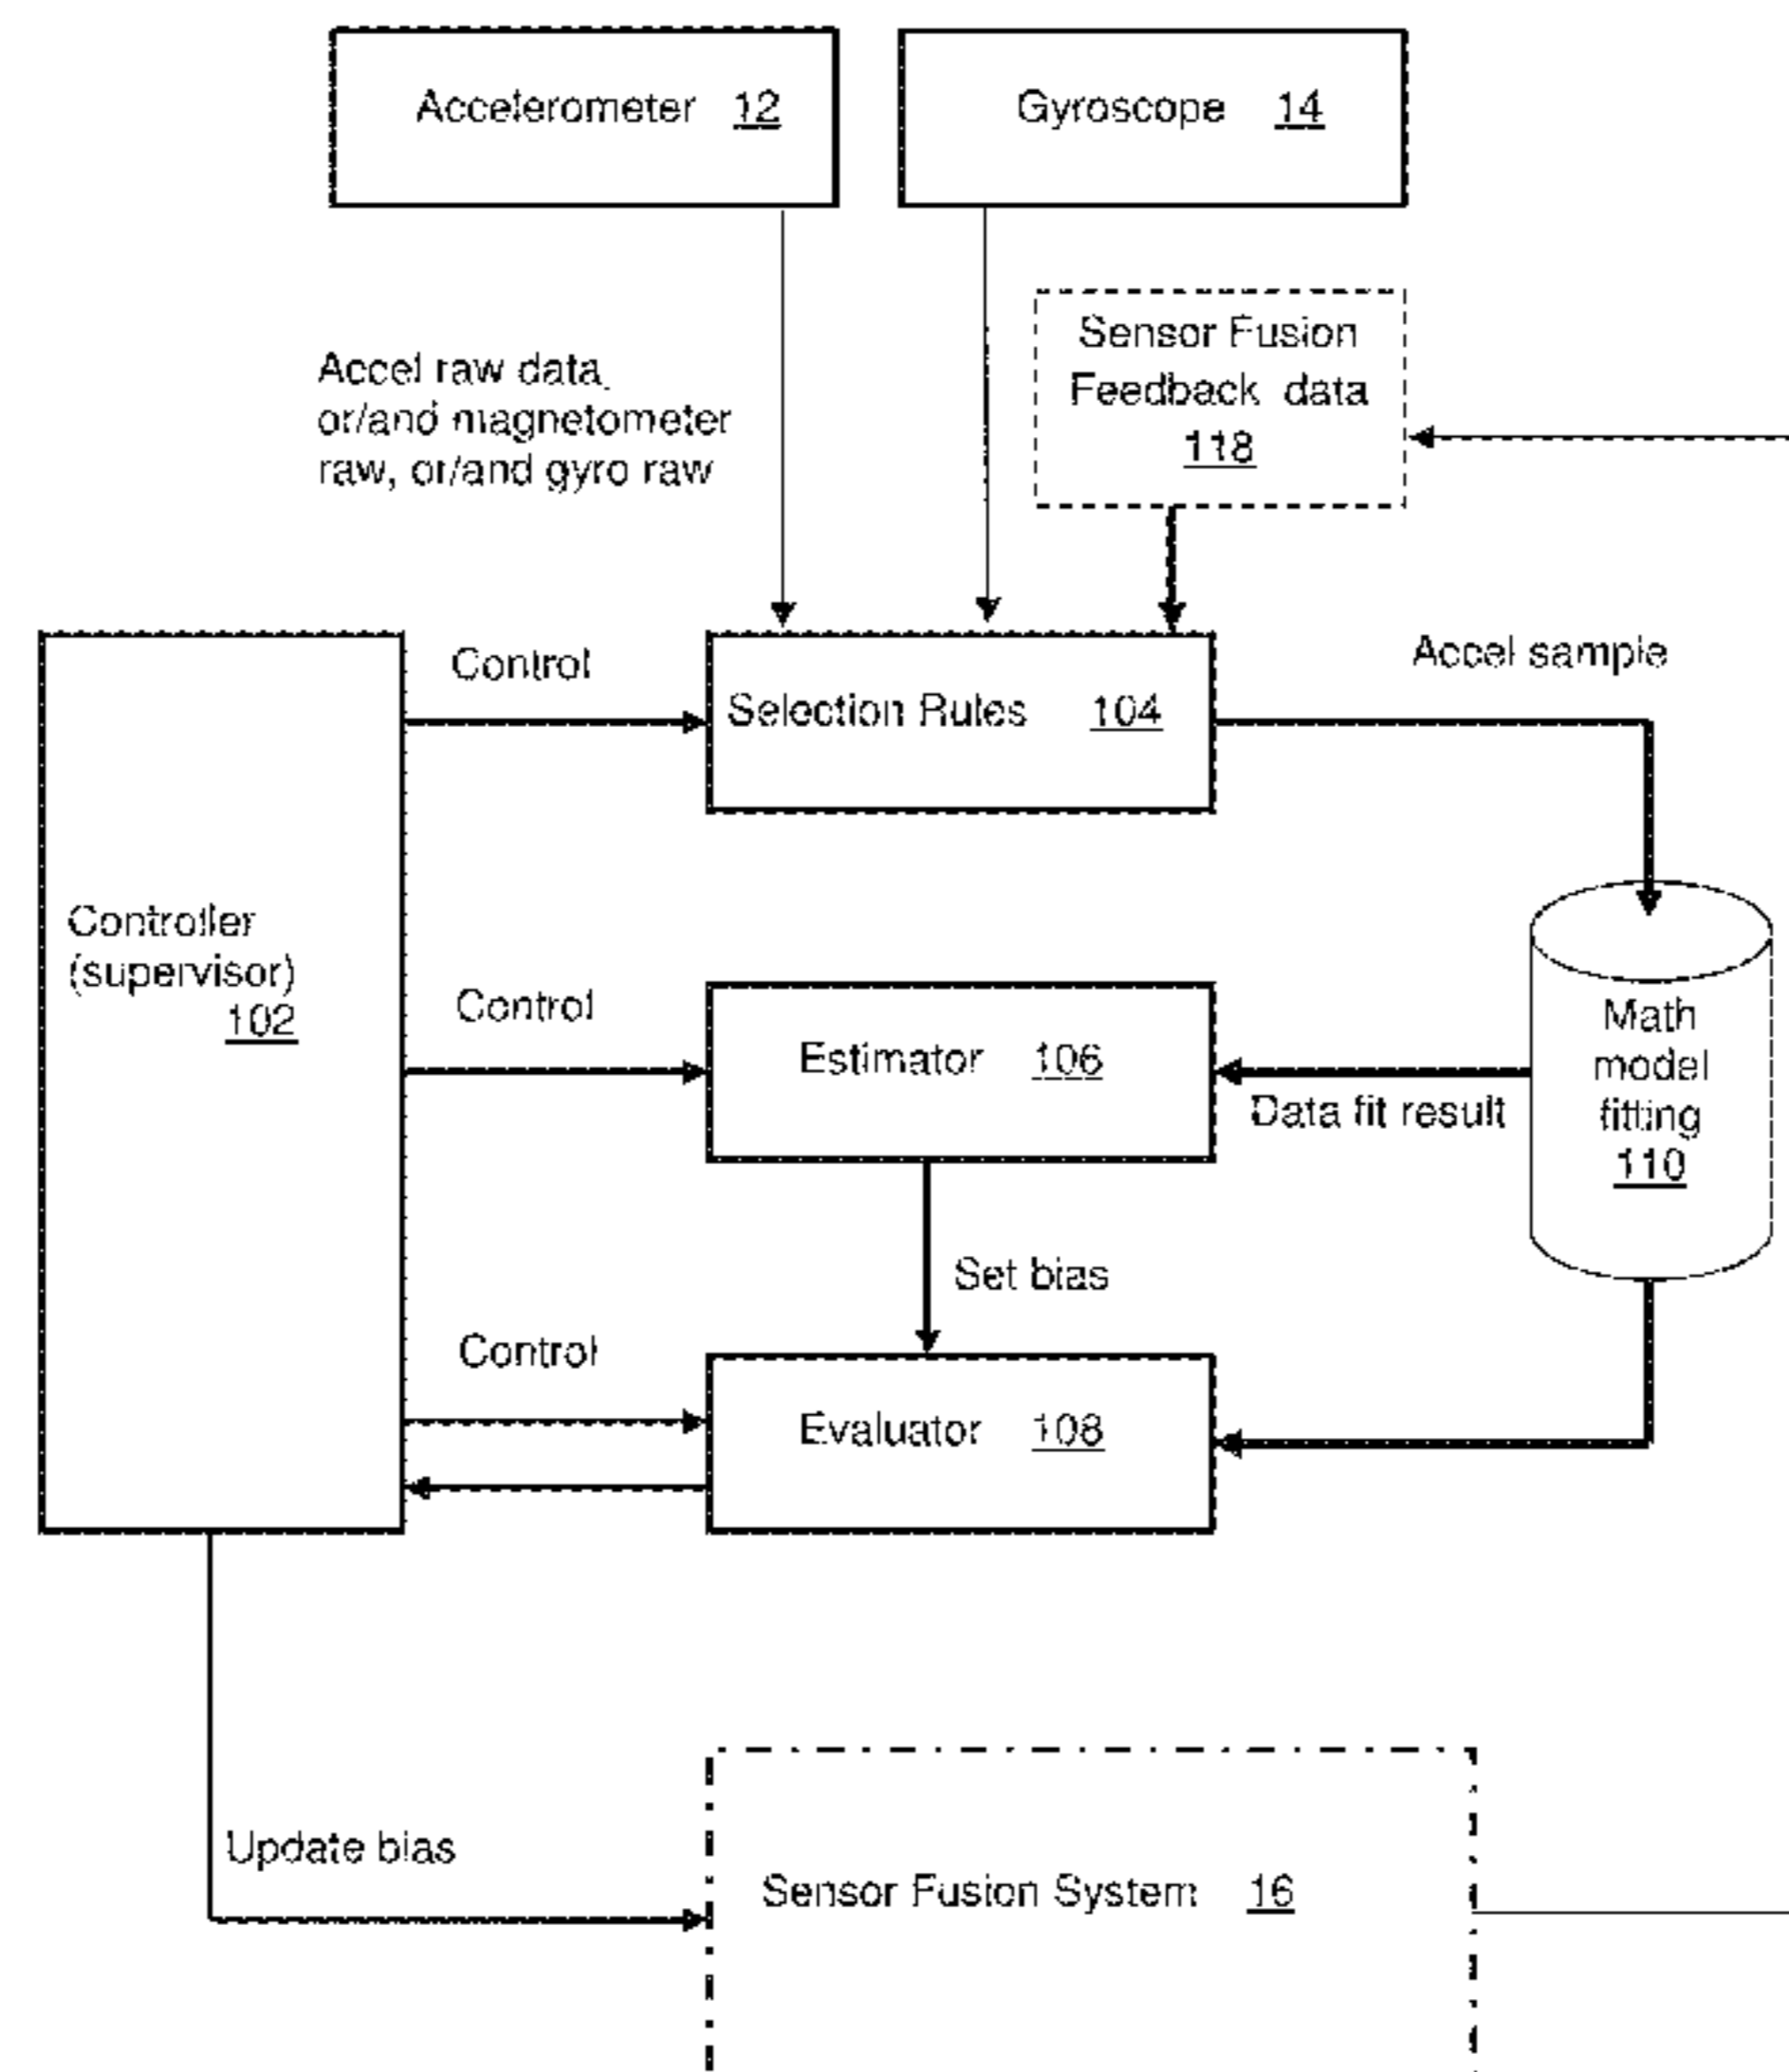 Accelerometer 12
Gyroscope 14
Sensor Fusion
Feedback data
118
Accel raw data,
or/and magnetometer
raw, or/and gyro raw
Control
Selection Rules 104
Accel sample
Controller
(supervisor)
102
Control
Estimator 106
Data fit result
Math
model
fitting
110
Set bias
Control
Evaluator 108
Update bias
Sensor Fusion System 16